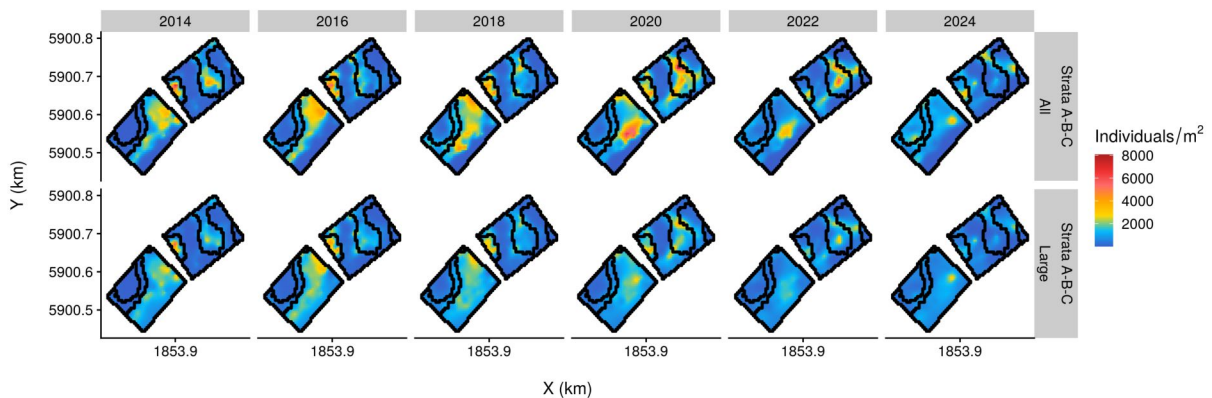 2014 2016 2018 2020 2022 2024
5900.8
5900.7
5900.6
5900.5
Strata A-B-C
All
5900.8
5900.7
5900.6
5900.5
Strata A-B-C
Large
Y (km)
1853.9 1853.9 1853.9 1853.9 1853.9 1853.9
X (km)
Individuals/m²
8000
6000
4000
2000